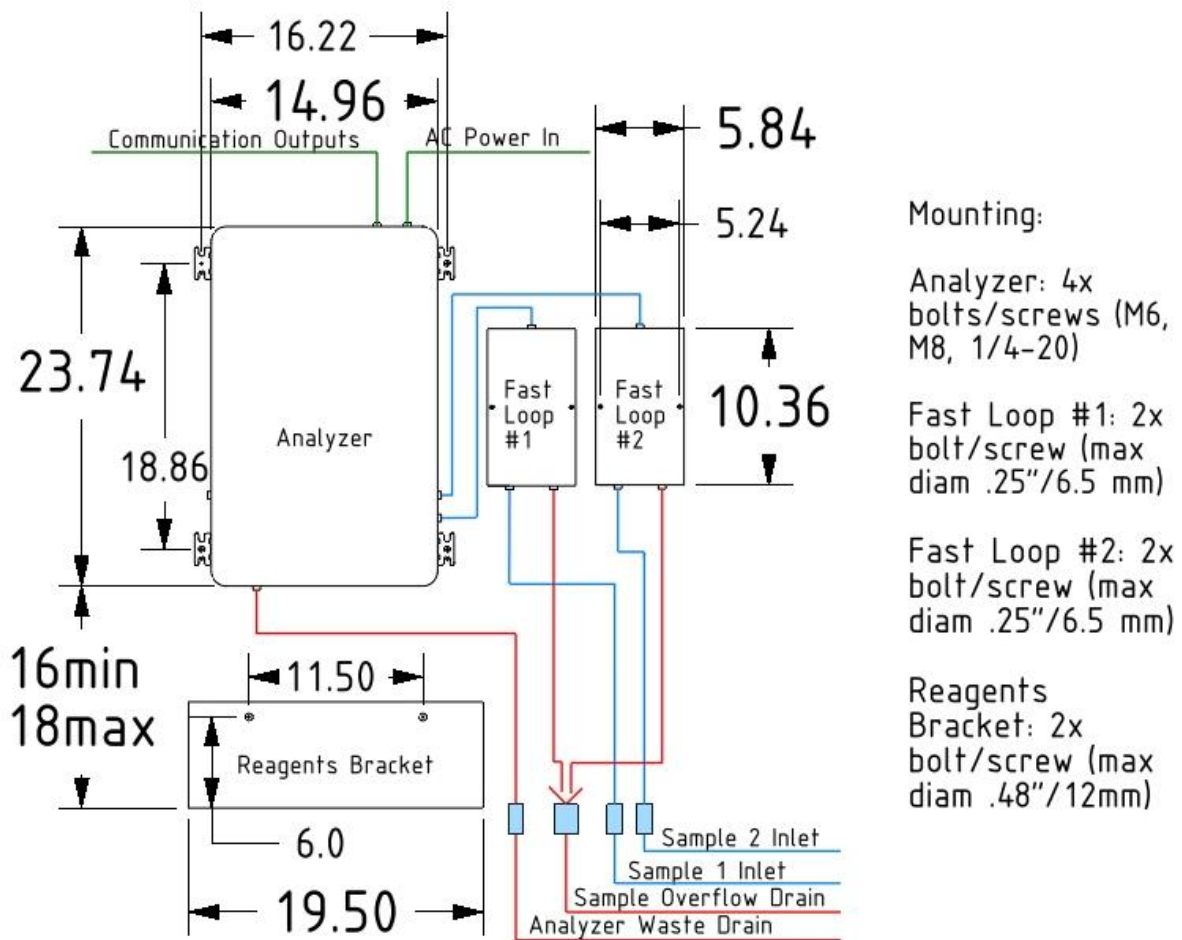 16.22
14.96
Communication Outputs
AC Power In
5.84
5.24
23.74
18.86
Analyzer
Fast
Loop
#1
Fast
Loop
#2
10.36
16min
18max
11.50
Reagents Bracket
6.0
19.50
Sample 2 Inlet
Sample 1 Inlet
Sample Overflow Drain
Analyzer Waste Drain
Mounting:
Analyzer: 4x
bolts/screws (M6,
M8, 1/4-20)
Fast Loop #1: 2x
bolt/screw (max
diam .25"/6.5 mm)
Fast Loop #2: 2x
bolt/screw (max
diam .25"/6.5 mm)
Reagents
Bracket: 2x
bolt/screw (max
diam .48"/12mm)